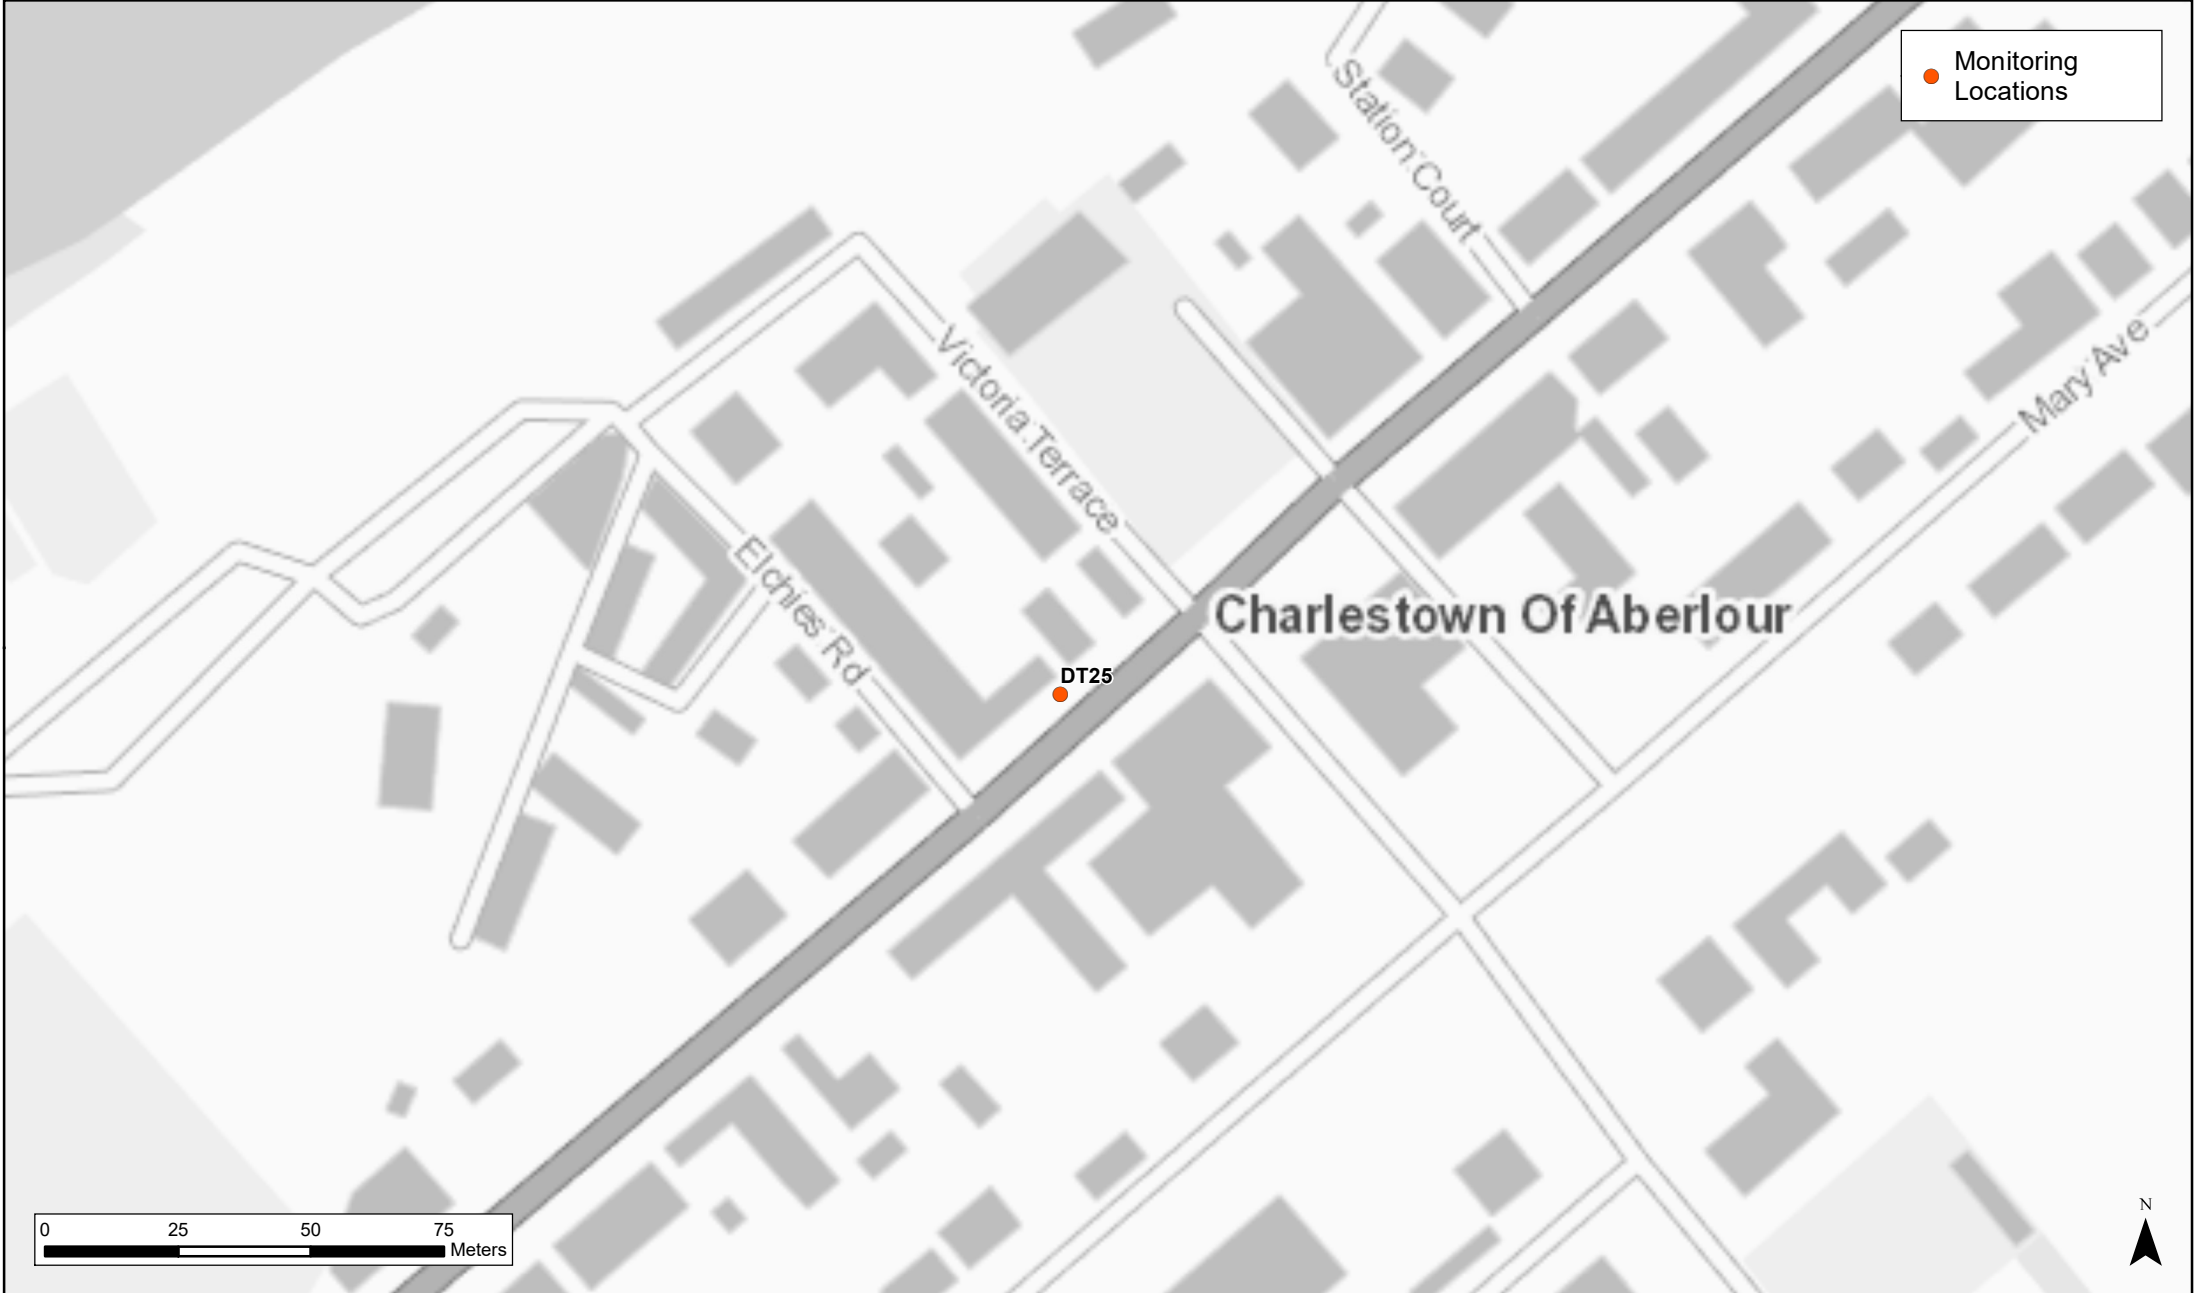 Monitoring
Locations
Station Court
Victoria Terrace
Mary Ave
Elchies Rd
Charlestown Of Aberlour
DT25
0 25 50 75
Meters
N